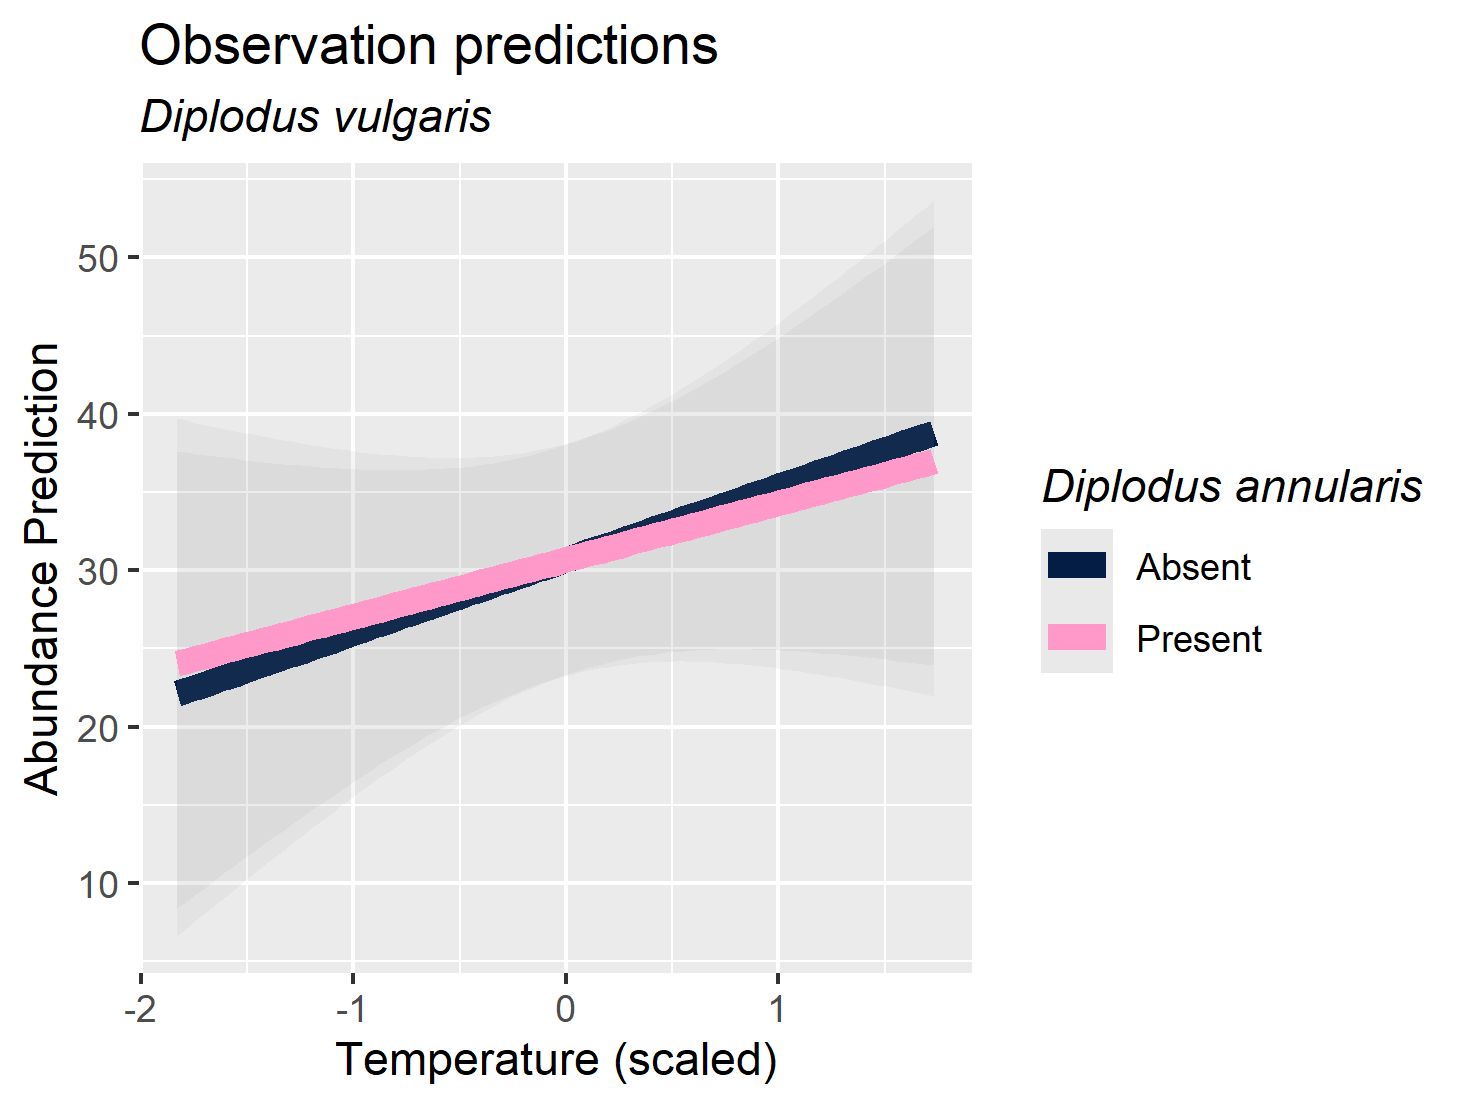 Observation predictions
Diplodus vulgaris
Abundance Prediction
50
40
30
20
10
-2 -1 0 1
Temperature (scaled)
Diplodus annularis
Absent
Present